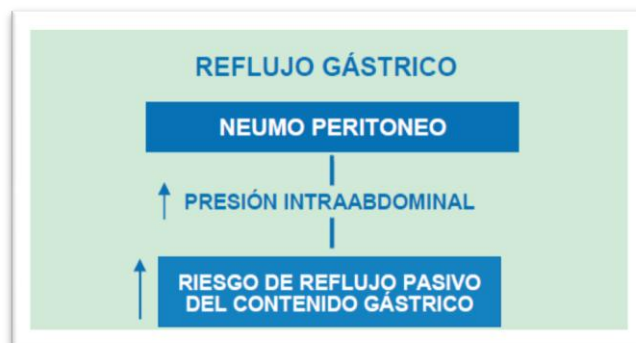 REFLUJO GÁSTRICO
NEUMO PERITONEO
PRESIÓN INTRAABDOMINAL
RIESGO DE REFLUJO PASIVO
DEL CONTENIDO GÁSTRICO